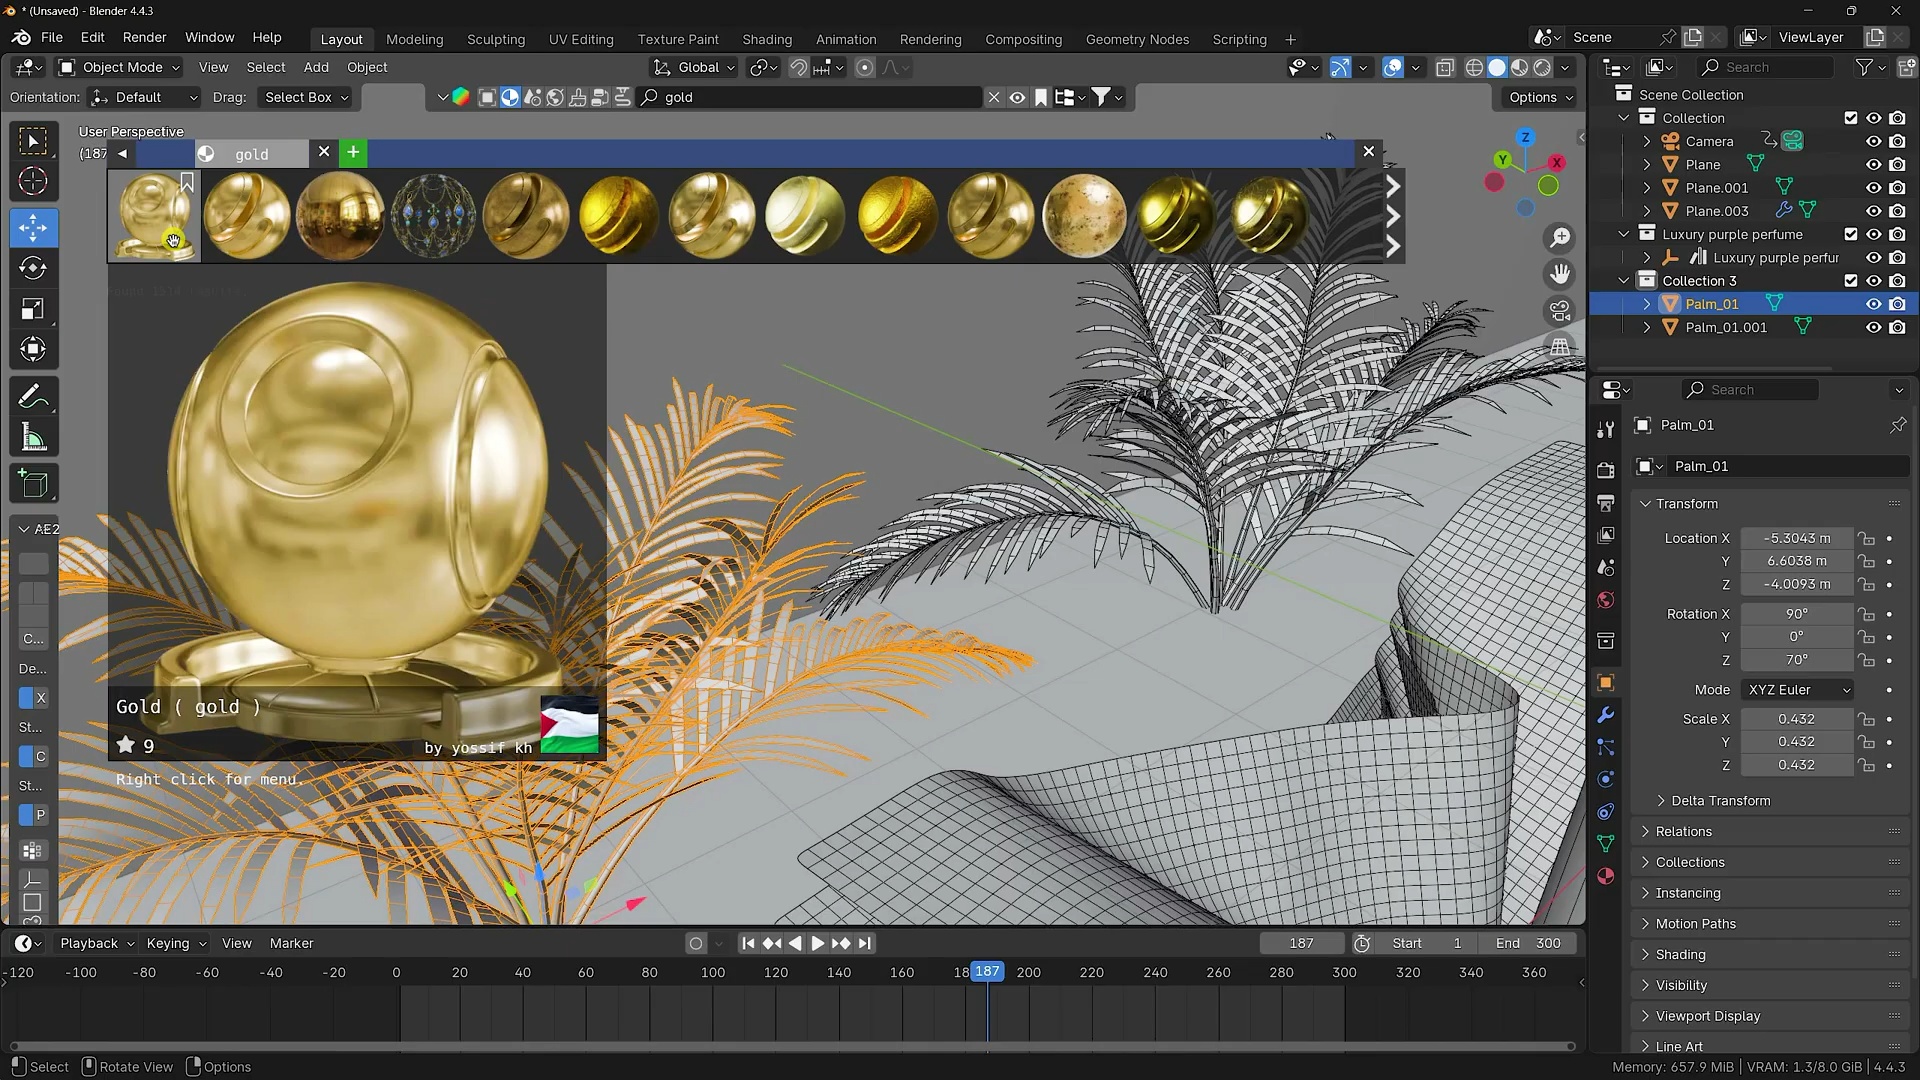 * (Unsaved) - Blender 4.4.3
File Edit Render Window Help
Layout Modeling Sculpting UV Editing Texture Paint Shading Animation Rendering Compositing Geometry Nodes Scripting +
Scene
ViewLayer
Object Mode View Select Add Object
Global
Search
Orientation: Default Drag: Select Box
gold
Options
User Perspective
(187
gold
Gold ( gold )
9
by yossif kh
Right click for menu.
AE2
C...
De...
X
St...
C
St...
P
Z
Y
X
Scene Collection
Collection
Camera
Plane
Plane.001
Plane.003
Luxury purple perfume
Luxury purple perfur
Collection 3
Palm_01
Palm_01.001
Search
Palm_01
Palm_01
Transform
Location X -5.3043 m
Y 6.6038 m
Z -4.0093 m
Rotation X 90°
Y 0°
Z 70°
Mode XYZ Euler
Scale X 0.432
Y 0.432
Z 0.432
Delta Transform
Relations
Collections
Instancing
Motion Paths
Shading
Visibility
Viewport Display
Line Art
Playback Keying View Marker
187
Start 1
End 300
-120 -100 -80 -60 -40 -20 0 20 40 60 80 100 120 140 160 18 187 200 220 240 260 280 300 320 340 360
Select Rotate View Options
Memory: 657.9 MiB | VRAM: 1.3/8.0 GiB | 4.4.3